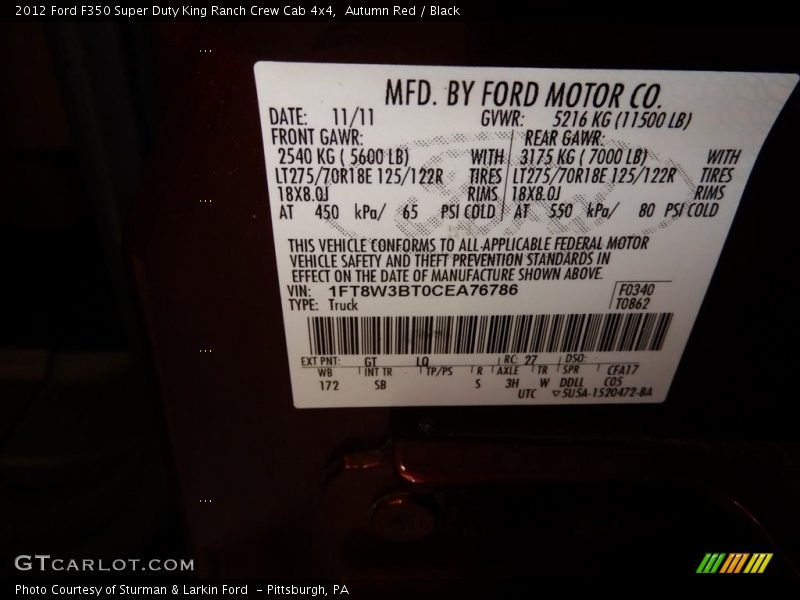 2012 Ford F350 Super Duty King Ranch Crew Cab 4x4,  Autumn Red / Black
MFD. BY FORD MOTOR CO.
DATE: 11/11 GVWR: 5216 KG (11500 LB)
FRONT GAWR: REAR GAWR:
2540 KG ( 5600 LB) WITH 3175 KG ( 7000 LB) WITH
LT275/70R18E 125/122R TIRES LT275/70R18E 125/122R TIRES
18X8.0J RIMS 18X8.0J RIMS
AT 450 kPa/ 65 PSI COLD AT 550 kPa/ 80 PSI COLD
THIS VEHICLE CONFORMS TO ALL APPLICABLE FEDERAL MOTOR
VEHICLE SAFETY AND THEFT PREVENTION STANDARDS IN
EFFECT ON THE DATE OF MANUFACTURE SHOWN ABOVE.
VIN: 1FT8W3BT0CEA76786 F0340
TYPE: Truck T0862
EXT PNT: GT LQ RC: 27 DSO:
WB INT TR TP/PS R AXLE TR SPR CFA17
172 SB S 3H W DDLL C05
UTC ▽5U5A-1520472-BA
GTCARLOT.COM
Photo Courtesy of Sturman & Larkin Ford  - Pittsburgh, PA